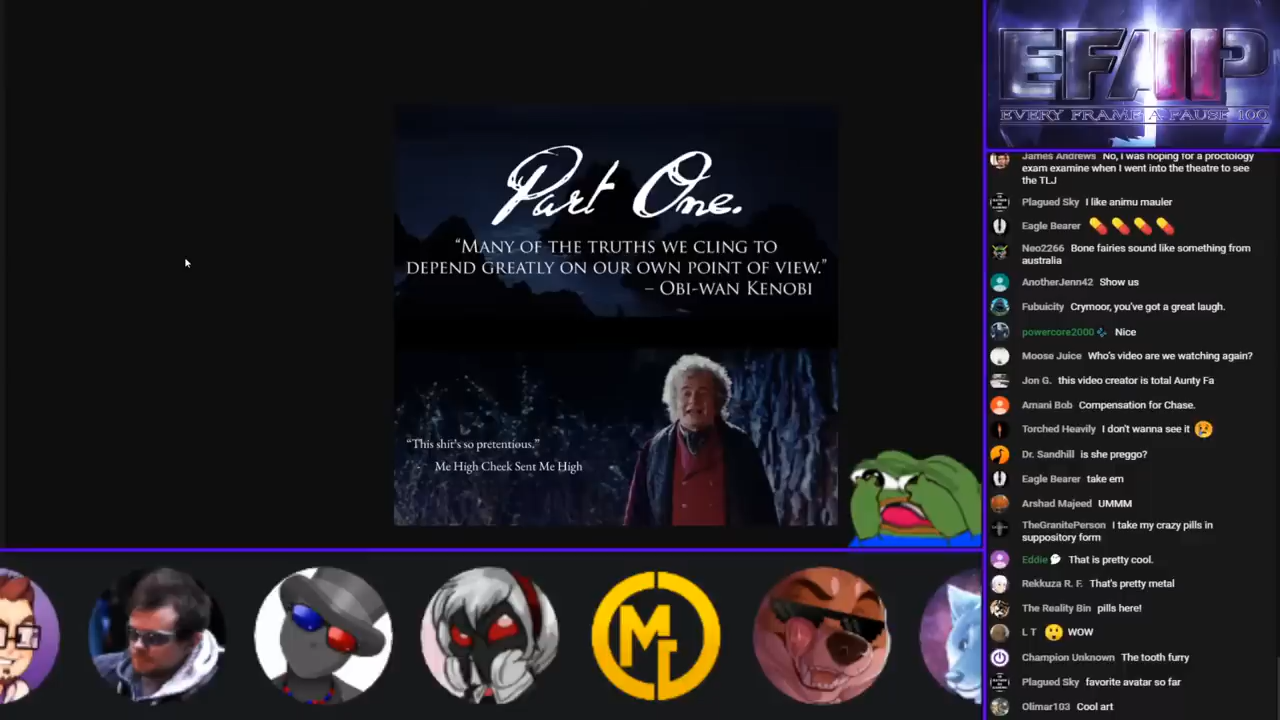 Part One.
“MANY OF THE TRUTHS WE CLING TO
DEPEND GREATLY ON OUR OWN POINT OF VIEW.”
– OBI-WAN KENOBI
“This shit's so pretentious.”
- Me High Cheek Sent Me High
EFAP
EVERY FRAME A PAUSE 100
James Andrews No, I was hoping for a proctology
exam examine when I went into the theatre to see
the TLJ
Plagued Sky I like animu mauler
Eagle Bearer
Neo2266 Bone fairies sound like something from
australia
AnotherJenn42 Show us
Fubuicity Crymoor, you've got a great laugh.
powercore2000 Nice
Moose Juice Who's video are we watching again?
Jon G. this video creator is total Aunty Fa
Amani Bob Compensation for Chase.
Torched Heavily I don't wanna see it
Dr. Sandhill is she preggo?
Eagle Bearer take em
Arshad Majeed UMMM
TheGranitePerson I take my crazy pills in
suppository form
Eddie That is pretty cool.
Rekkuza R. F. That's pretty metal
The Reality Bin pills here!
L T WOW
Champion Unknown The tooth furry
Plagued Sky favorite avatar so far
Olimar103 Cool art